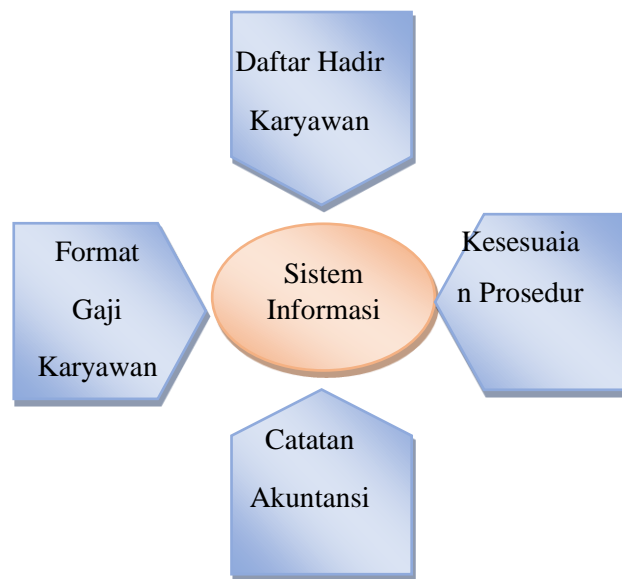 Daftar Hadir
Karyawan
Format
Gaji
Karyawan
Sistem
Informasi
Kesesuaia
n Prosedur
Catatan
Akuntansi